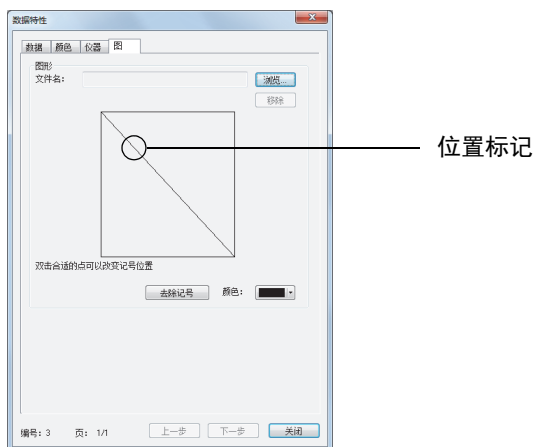 数据特性
数据 颜色 仪器 图
图形
文件名： 浏览...
移除
位置标记
双击合适的点可以改变记号位置
去除记号 颜色：
编号：3 页： 1/1 上一步 下一步 关闭